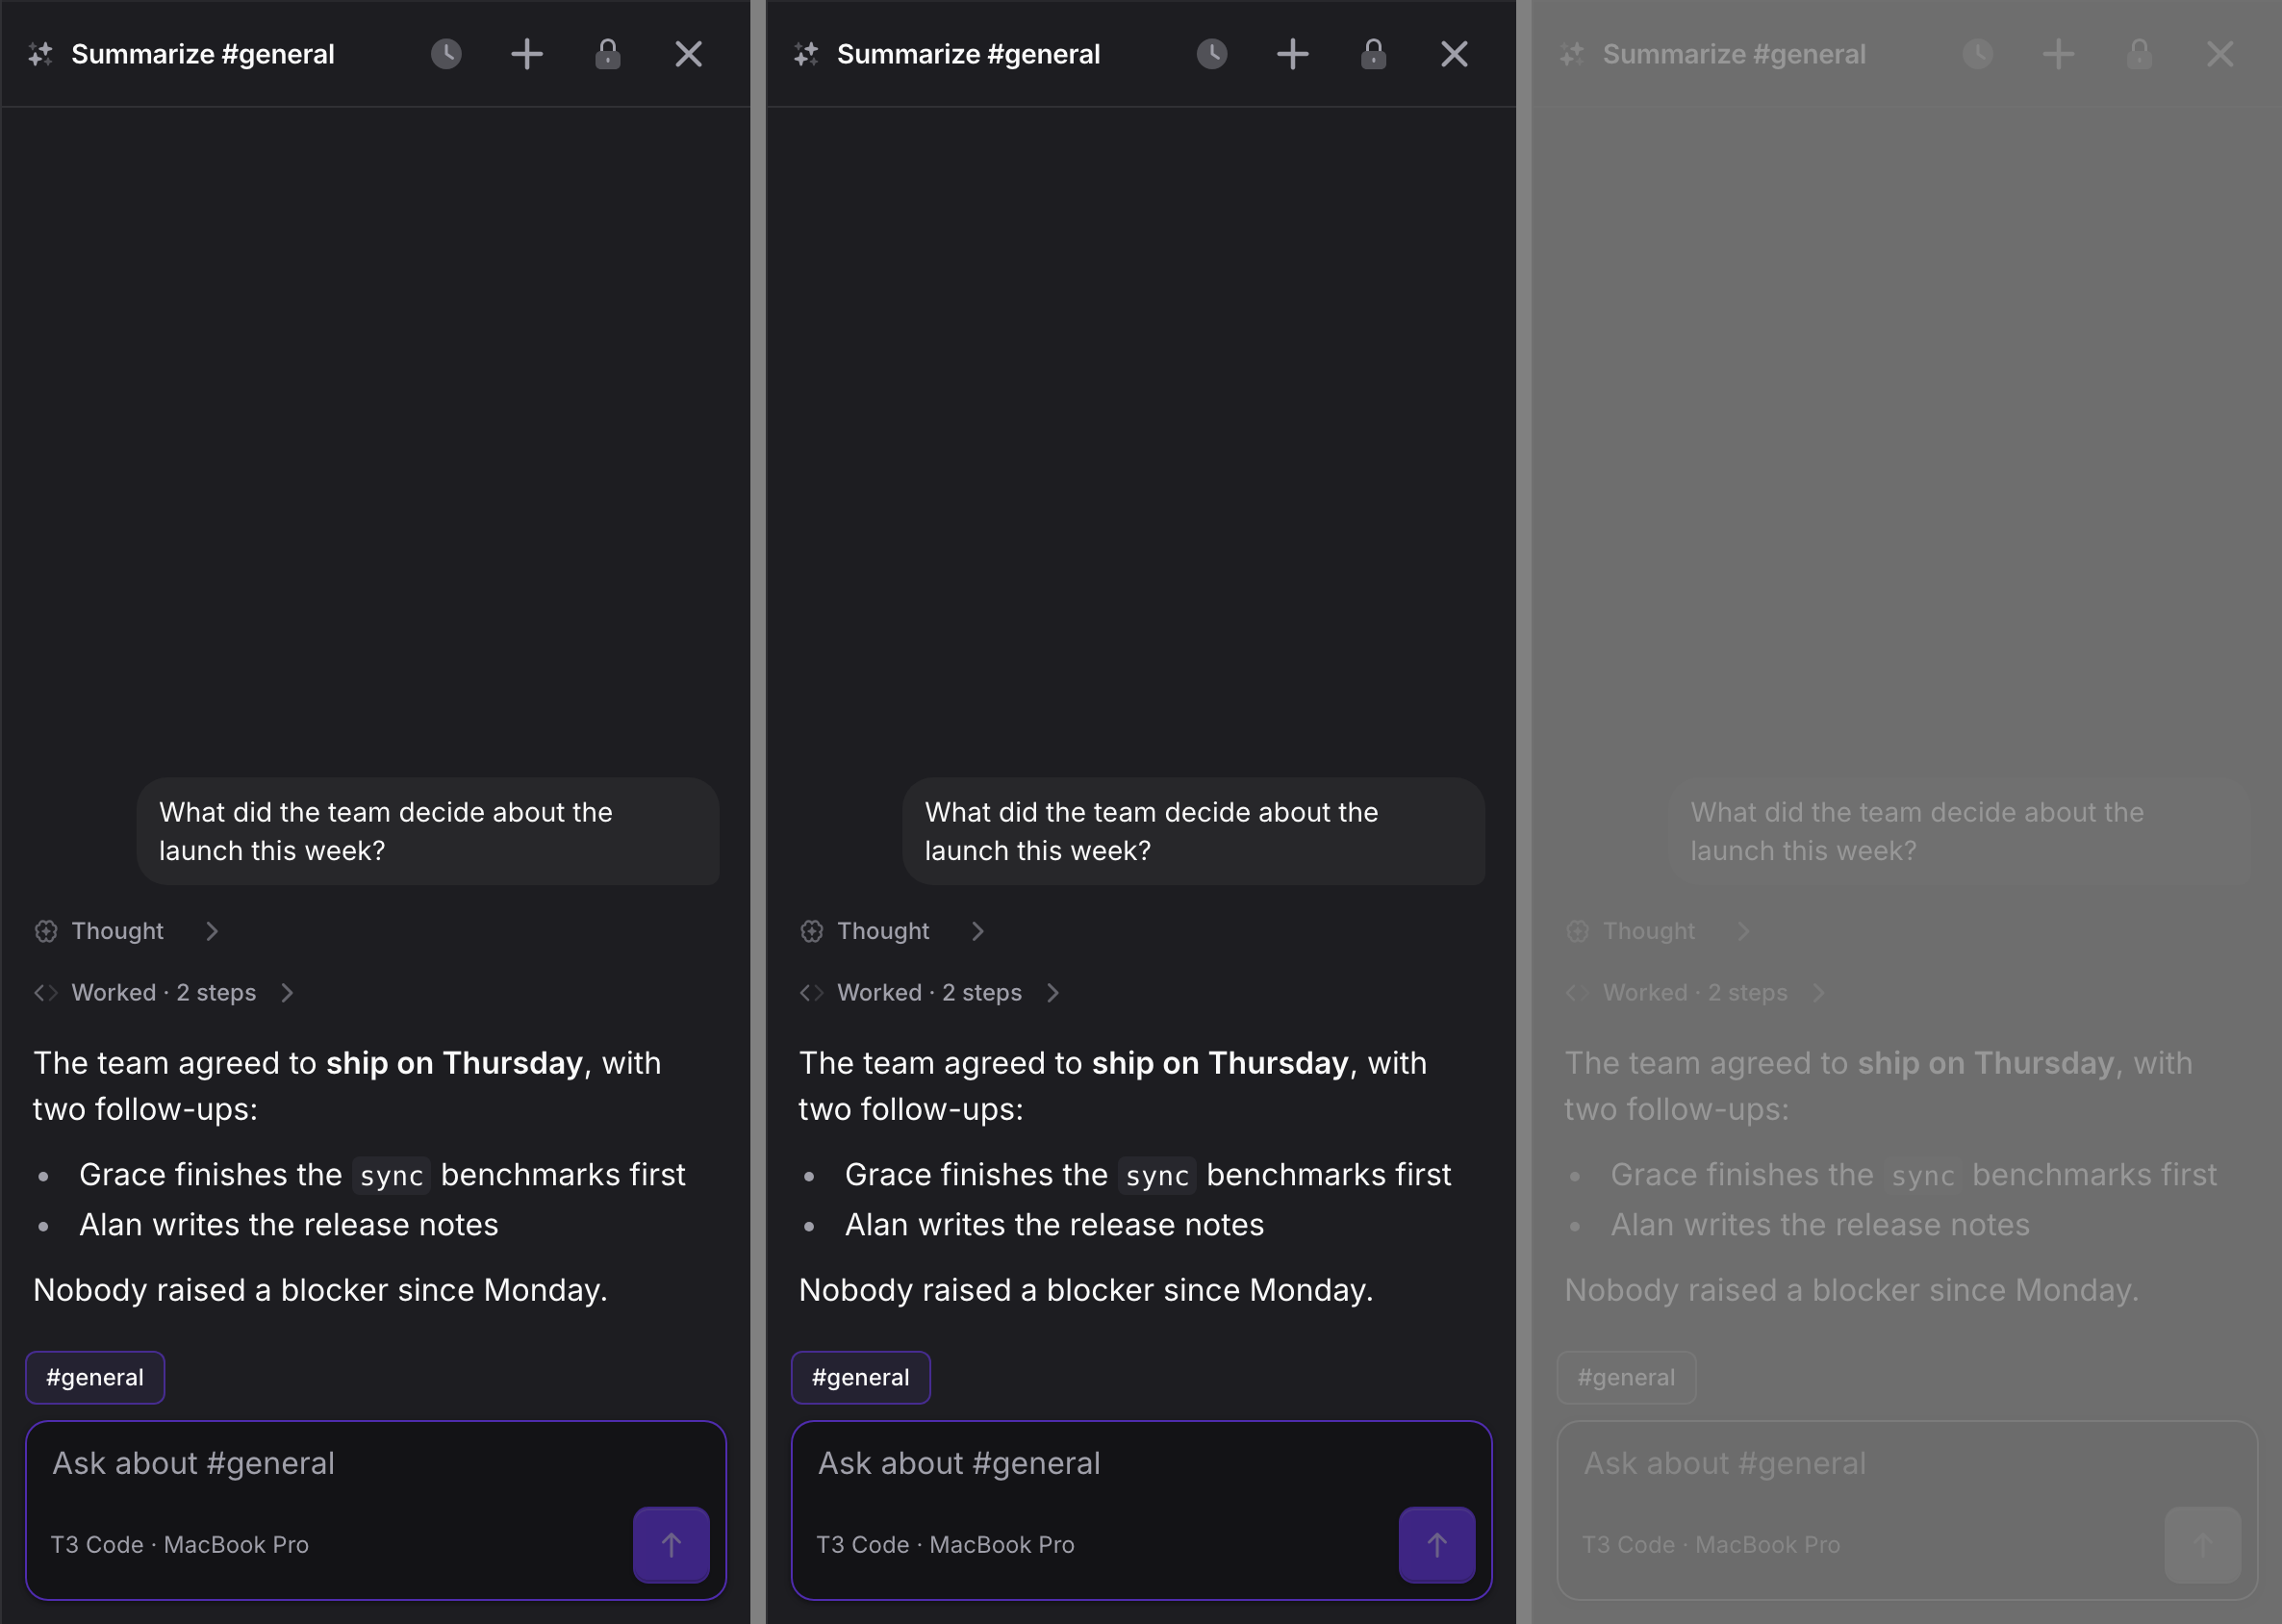 Summarize #general
What did the team decide about the
launch this week?
Thought
Worked · 2 steps
The team agreed to ship on Thursday, with
two follow-ups:
• Grace finishes the sync benchmarks first
• Alan writes the release notes
Nobody raised a blocker since Monday.
#general
Ask about #general
T3 Code · MacBook Pro
Summarize #general
What did the team decide about the
launch this week?
Thought
Worked · 2 steps
The team agreed to ship on Thursday, with
two follow-ups:
• Grace finishes the sync benchmarks first
• Alan writes the release notes
Nobody raised a blocker since Monday.
#general
Ask about #general
T3 Code · MacBook Pro
Summarize #general
What did the team decide about the
launch this week?
Thought
Worked · 2 steps
The team agreed to ship on Thursday, with
two follow-ups:
• Grace finishes the sync benchmarks first
• Alan writes the release notes
Nobody raised a blocker since Monday.
#general
Ask about #general
T3 Code · MacBook Pro